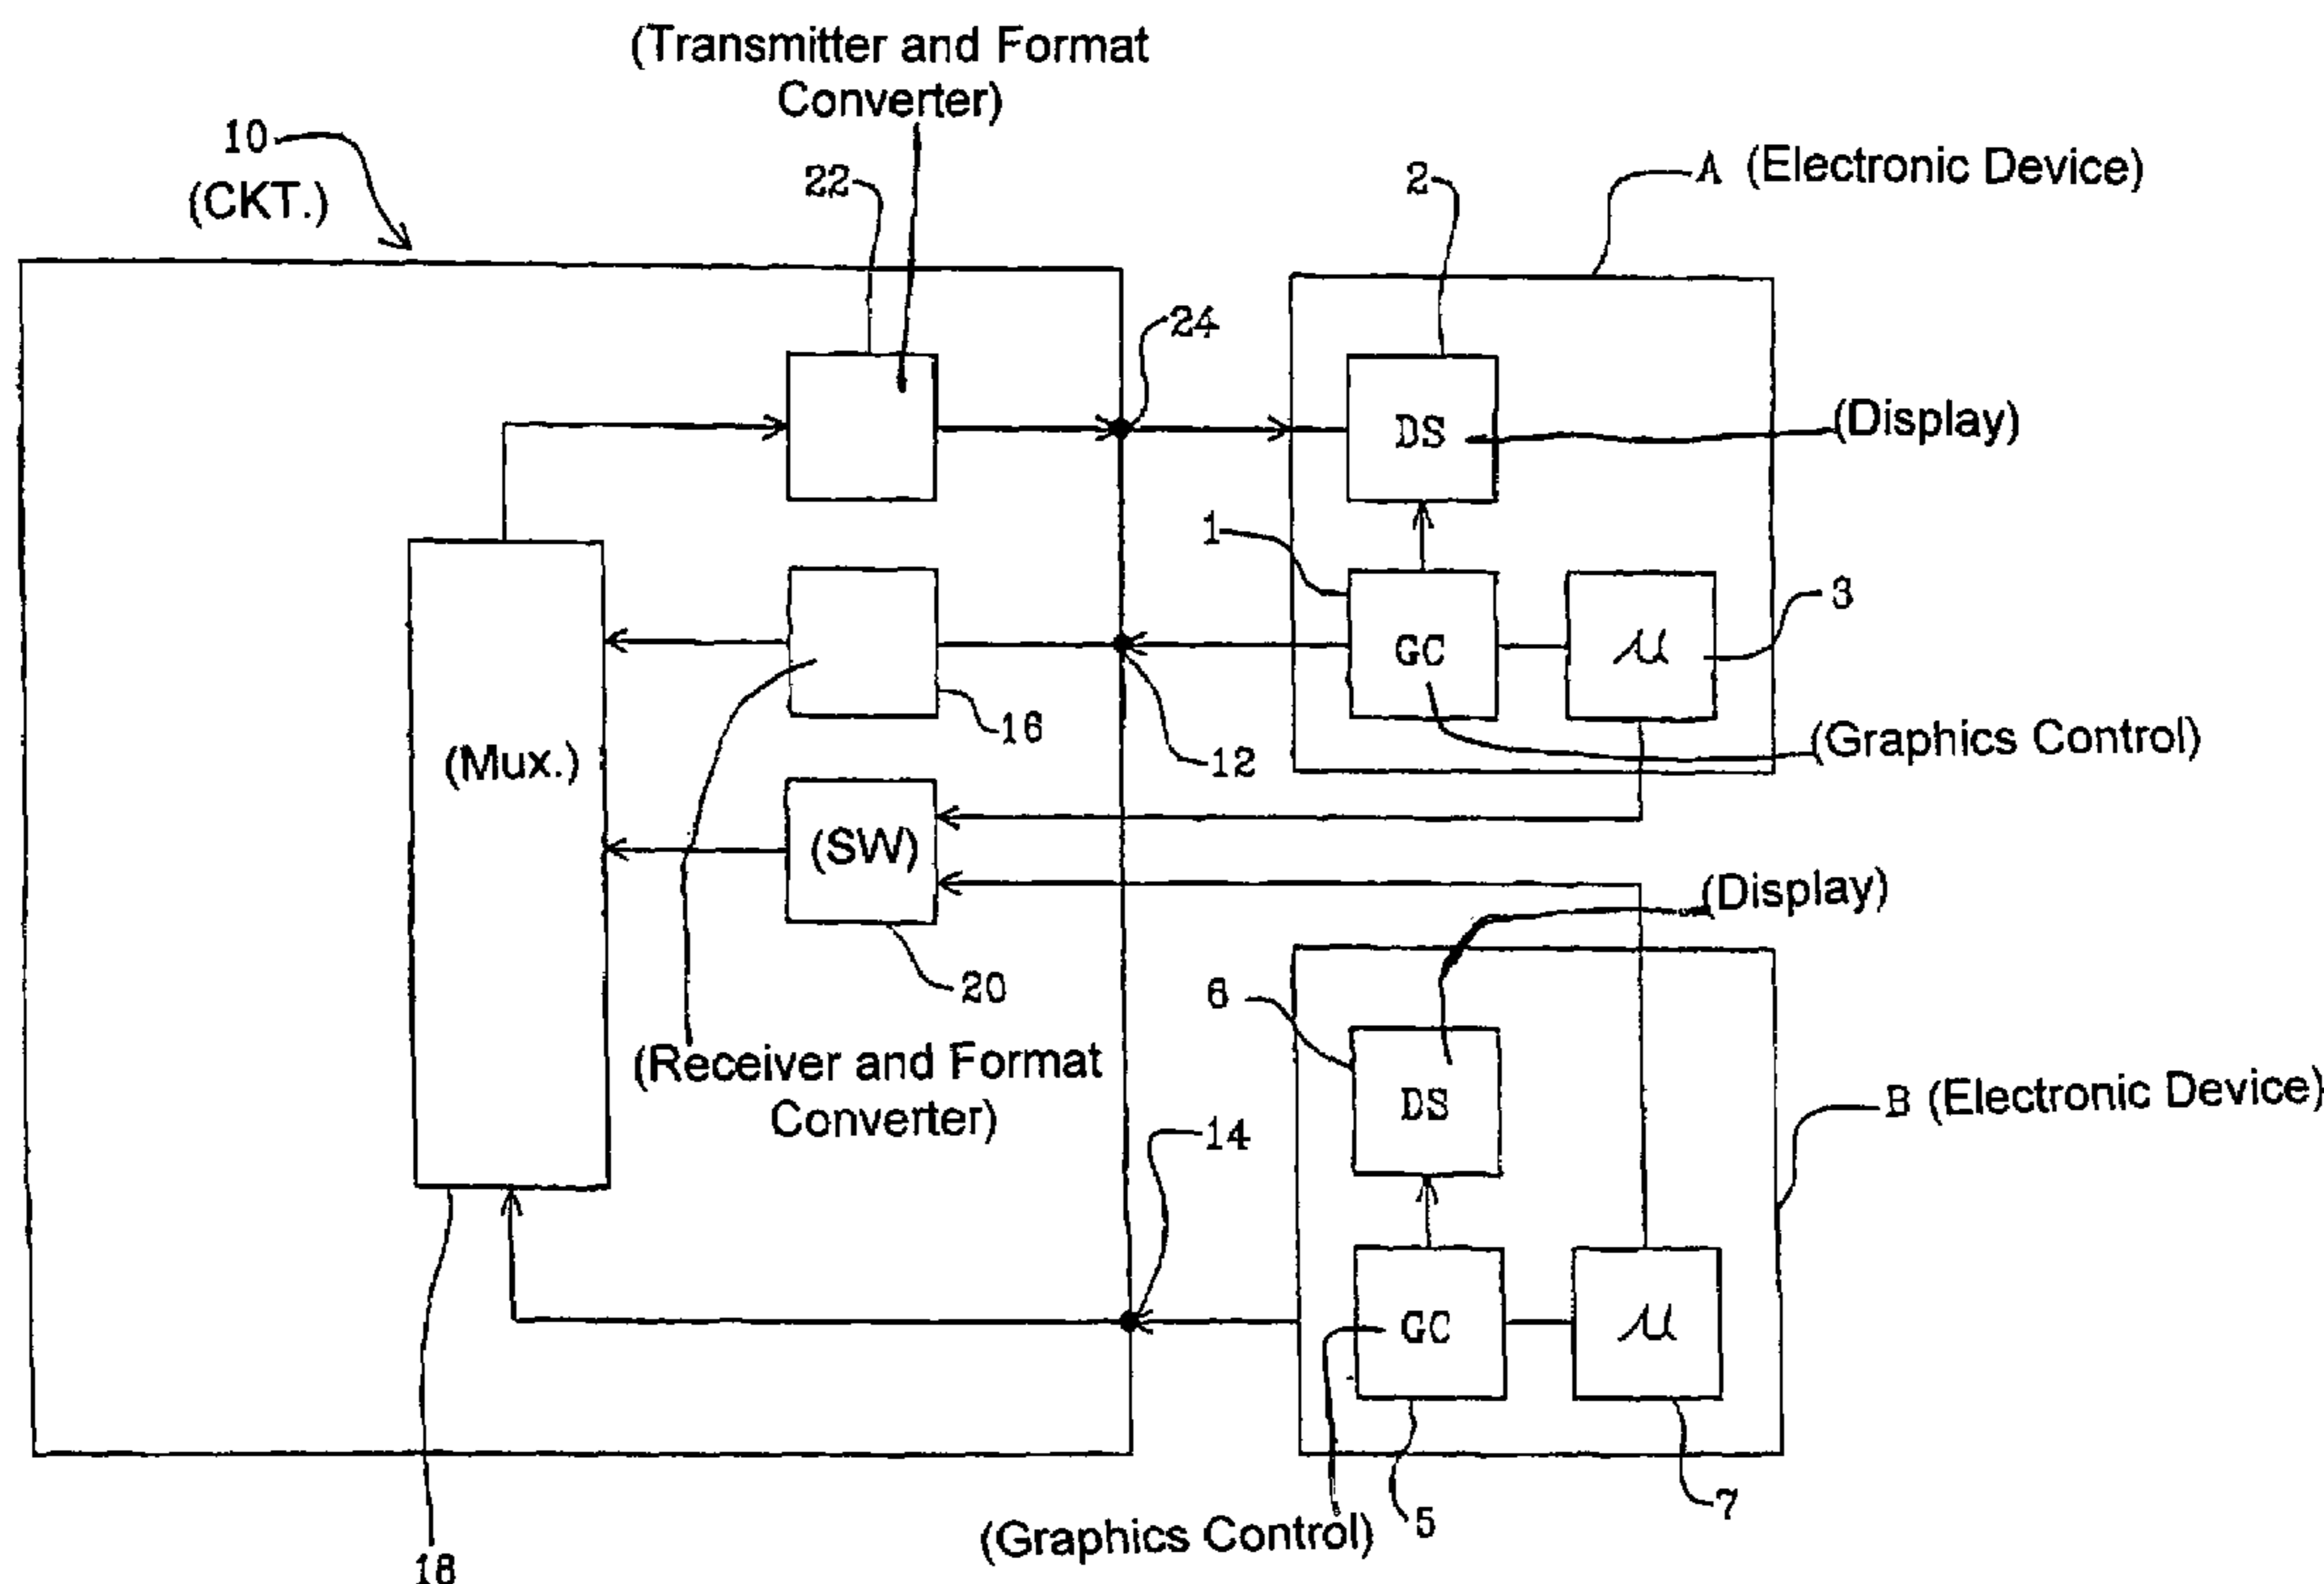 (Transmitter and Format
Converter)
10
(CKT.)
22
2
A (Electronic Device)
24
DS
(Display)
1
GC
μ
3
16
12
(Graphics Control)
(Mux.)
(SW)
20
(Display)
6
(Receiver and Format
Converter)
DS
14
B (Electronic Device)
GC
μ
(Graphics Control)
5
7
18